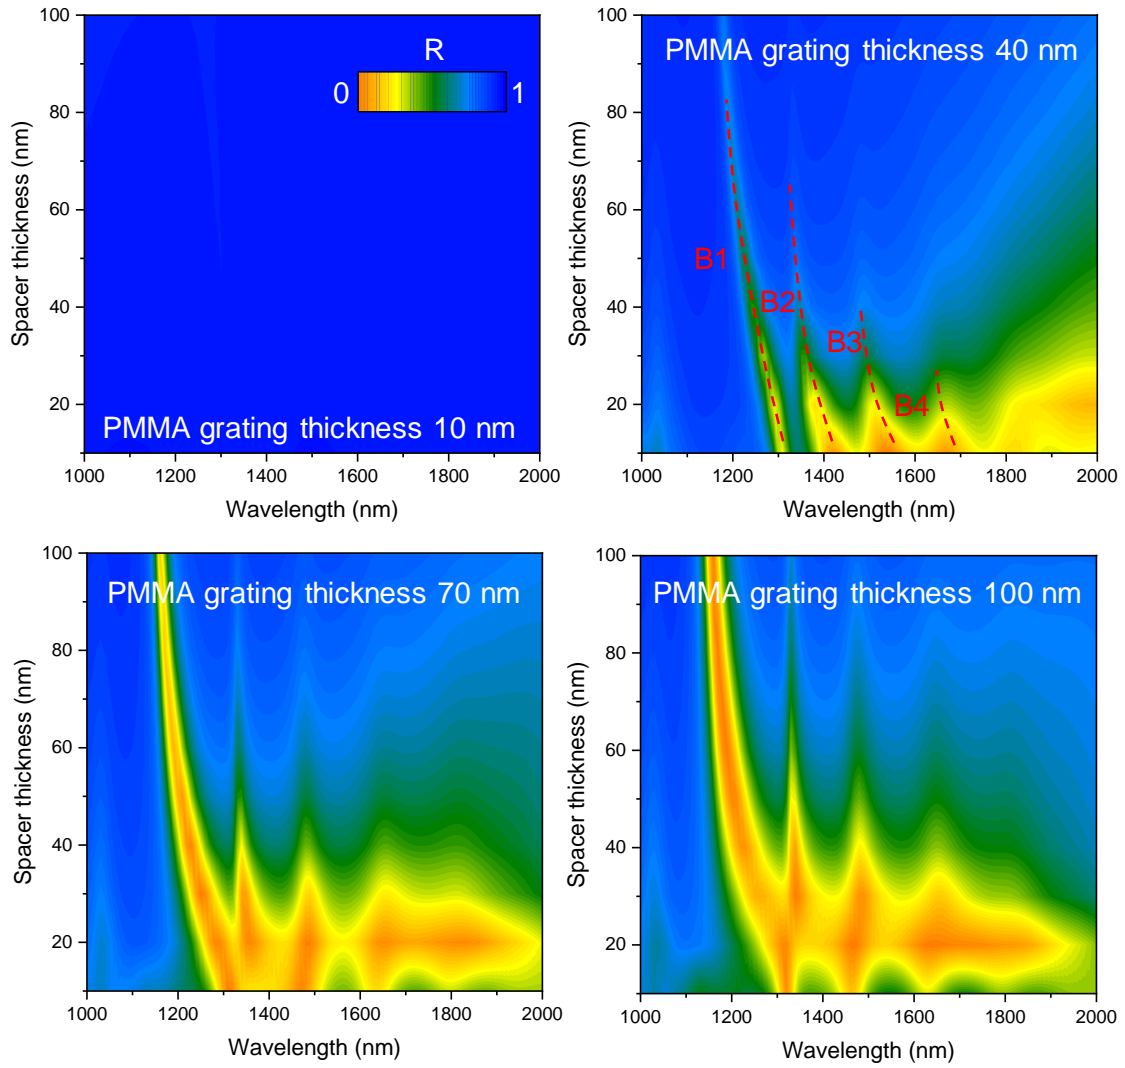 100
80
60
40
20
Spacer thickness (nm)
R
0
1
PMMA grating thickness 10 nm
1000 1200 1400 1600 1800 2000
Wavelength (nm)
100
80
60
40
20
Spacer thickness (nm)
PMMA grating thickness 40 nm
B1
B2
B3
B4
1000 1200 1400 1600 1800 2000
Wavelength (nm)
100
80
60
40
20
Spacer thickness (nm)
PMMA grating thickness 70 nm
1000 1200 1400 1600 1800 2000
Wavelength (nm)
100
80
60
40
20
Spacer thickness (nm)
PMMA grating thickness 100 nm
1000 1200 1400 1600 1800 2000
Wavelength (nm)